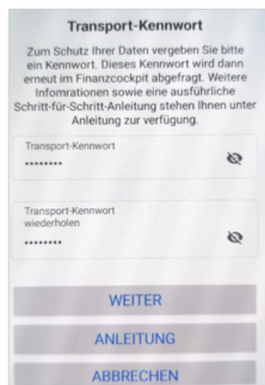 Transport-Kennwort
Zum Schutz Ihrer Daten vergeben Sie bitte
ein Kennwort. Dieses Kennwort wird dann
erneut im Finanzcockpit abgefragt. Weitere
Infomrationen sowie eine ausführliche
Schritt-für-Schritt-Anleitung stehen Ihnen unter
Anleitung zur verfügung.
Transport-Kennwort
••••••••
Transport-Kennwort
wiederholen
••••••••
WEITER
ANLEITUNG
ABBRECHEN